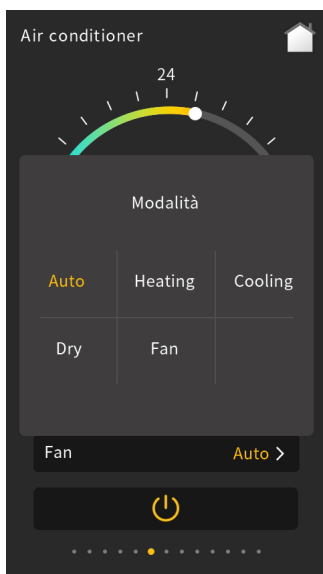 Air conditioner
24
Modalità
Auto Heating Cooling
Dry Fan
Fan Auto